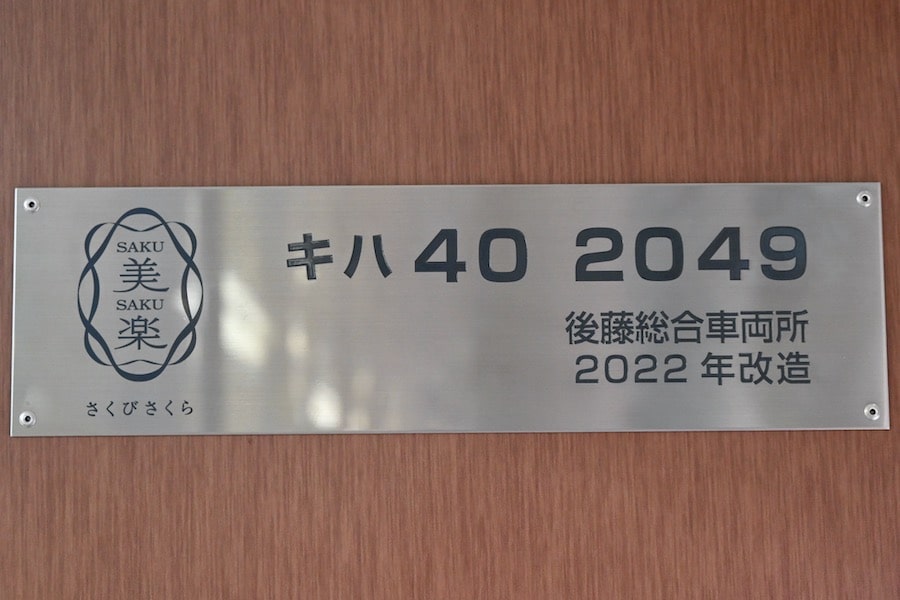 SAKU
美
SAKU
楽
さくびさくら
キハ 40 2049
後藤総合車両所
2022 年改造